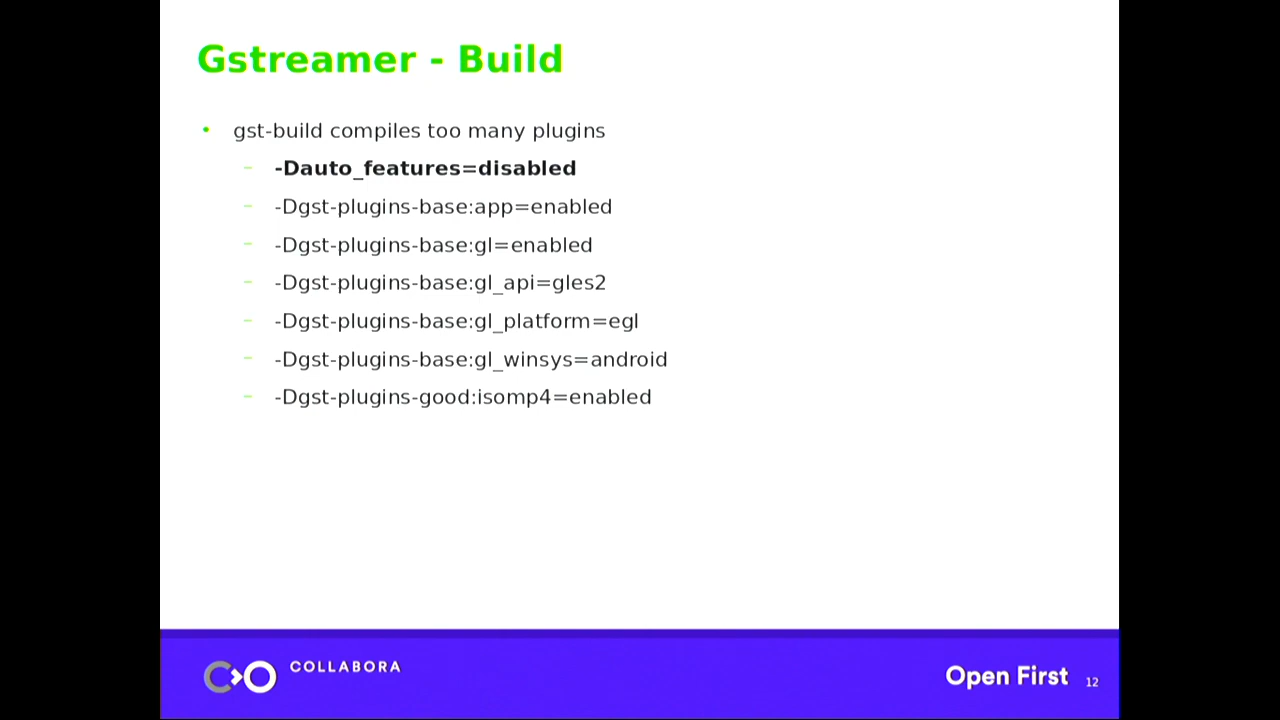 Gstreamer - Build
• gst-build compiles too many plugins
– -Dauto_features=disabled
– -Dgst-plugins-base:app=enabled
– -Dgst-plugins-base:gl=enabled
– -Dgst-plugins-base:gl_api=gles2
– -Dgst-plugins-base:gl_platform=egl
– -Dgst-plugins-base:gl_winsys=android
– -Dgst-plugins-good:isomp4=enabled
COLLABORA
Open First 12